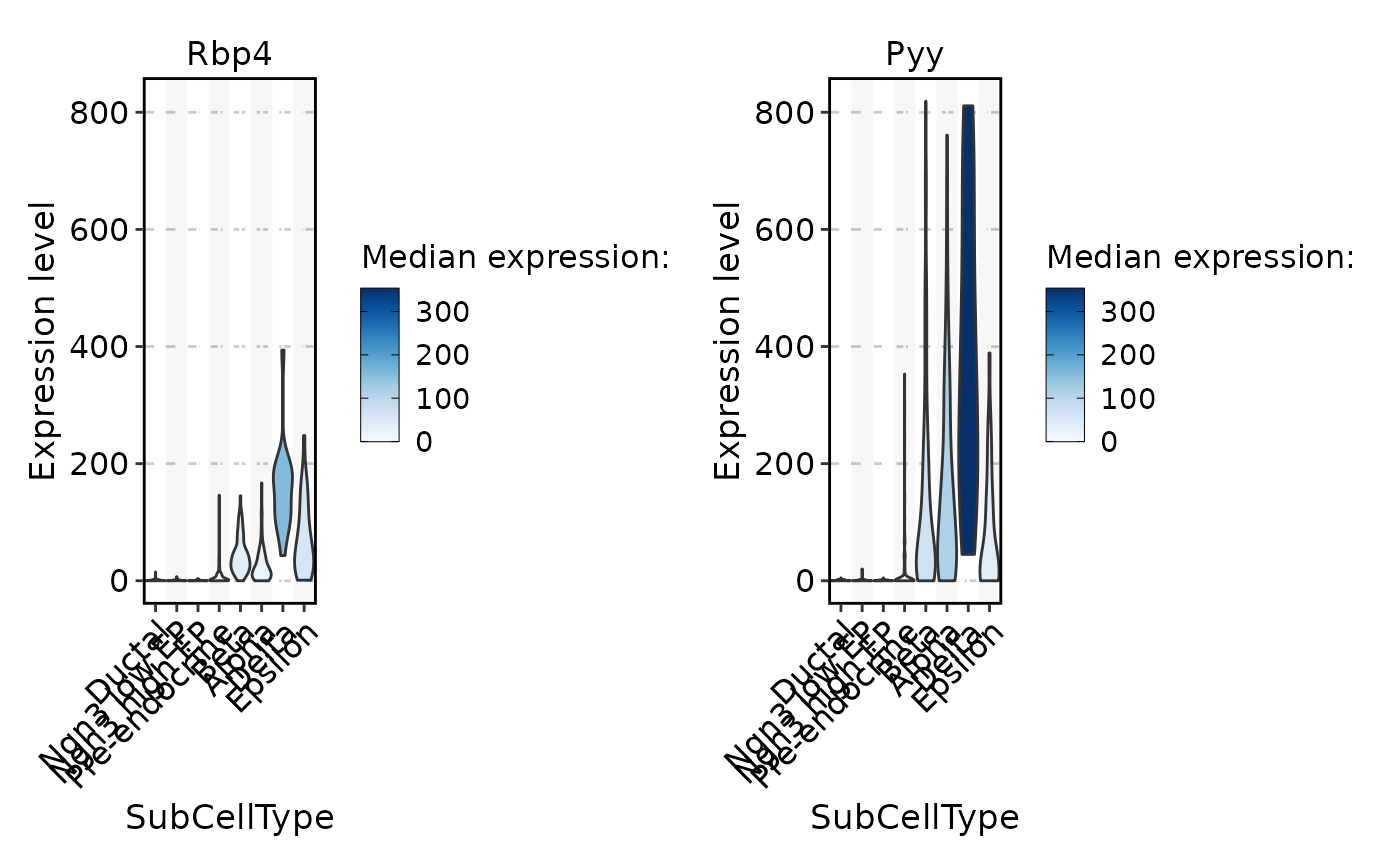 Rbp4
800
600
400
200
0
Expression level
Median expression:
300
200
100
0
Ductal
Ngn3 low EP
Ngn3 high EP
Pre-endocrine
Beta
Alpha
Delta
Epsilon
SubCellType
Pyy
800
600
400
200
0
Expression level
Median expression:
300
200
100
0
Ductal
Ngn3 low EP
Ngn3 high EP
Pre-endocrine
Beta
Alpha
Delta
Epsilon
SubCellType